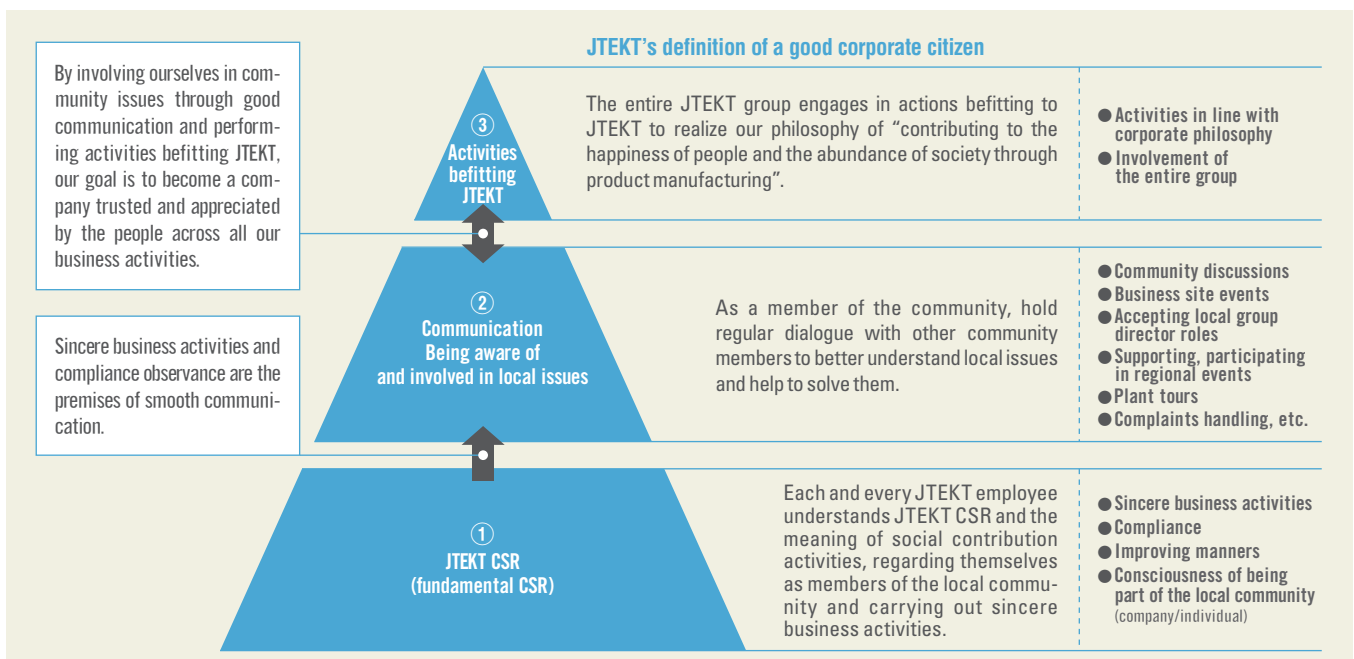 JTEKT’s definition of a good corporate citizen
By involving ourselves in com-
munity issues through good
communication and perform-
ing activities befitting JTEKT,
our goal is to become a com-
pany trusted and appreciated
by the people across all our
business activities.
Sincere business activities and
compliance observance are the
premises of smooth communi-
cation.
③
Activities
befitting
JTEKT
The entire JTEKT group engages in actions befitting to
JTEKT to realize our philosophy of “contributing to the
happiness of people and the abundance of society through
product manufacturing”.
● Activities in line with
corporate philosophy
● Involvement of
the entire group
②
Communication
Being aware of
and involved in local issues
As a member of the community, hold
regular dialogue with other community
members to better understand local issues
and help to solve them.
● Community discussions
● Business site events
● Accepting local group
director roles
● Supporting, participating
in regional events
● Plant tours
● Complaints handling, etc.
①
JTEKT CSR
(fundamental CSR)
Each and every JTEKT employee
understands JTEKT CSR and the
meaning of social contribution
activities, regarding themselves
as members of the local commu-
nity and carrying out sincere
business activities.
● Sincere business activities
● Compliance
● Improving manners
● Consciousness of being
part of the local community
(company/individual)